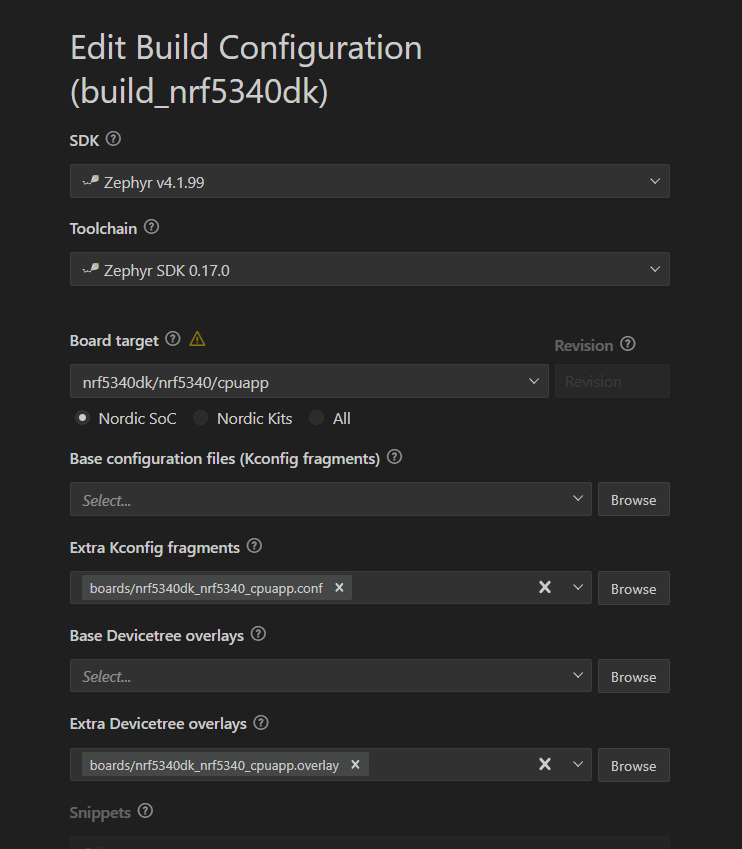 Edit Build Configuration
(build_nrf5340dk)
SDK
Zephyr v4.1.99
Toolchain
Zephyr SDK 0.17.0
Board target
Revision
nrf5340dk/nrf5340/cpuapp
Revision
Nordic SoC
Nordic Kits
All
Base configuration files (Kconfig fragments)
Select...
Browse
Extra Kconfig fragments
boards/nrf5340dk_nrf5340_cpuapp.conf
Browse
Base Devicetree overlays
Select...
Browse
Extra Devicetree overlays
boards/nrf5340dk_nrf5340_cpuapp.overlay
Browse
Snippets